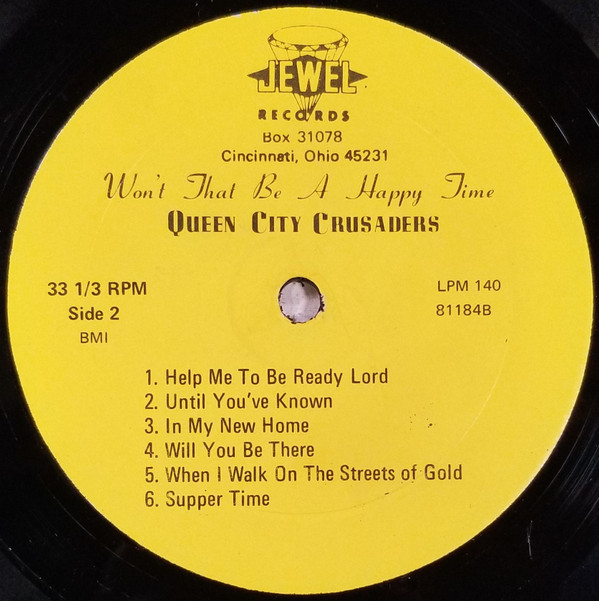 JEWEL
RECORDS
Box 31078
Cincinnati, Ohio 45231
Won't That Be A Happy Time
QUEEN CITY CRUSADERS
33 1/3 RPM
Side 2
BMI
LPM 140
81184B
1. Help Me To Be Ready Lord
2. Until You've Known
3. In My New Home
4. Will You Be There
5. When I Walk On The Streets of Gold
6. Supper Time